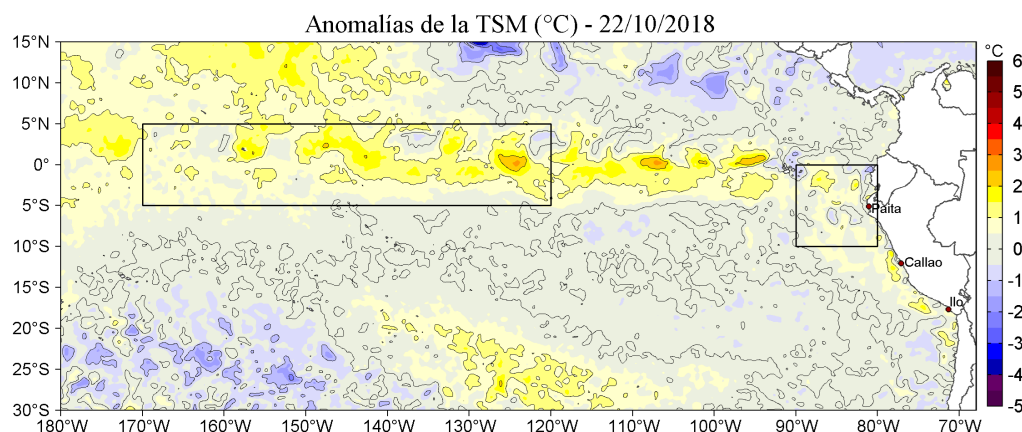 Anomalías de la TSM (°C) - 22/10/2018
15°N
10°N
5°N
0°
5°S
10°S
15°S
20°S
25°S
30°S
180°W
170°W
160°W
150°W
140°W
130°W
120°W
110°W
100°W
90°W
80°W
70°W
Paita
Callao
Ilo
°C
6
5
4
3
2
1
0
-1
-2
-3
-4
-5